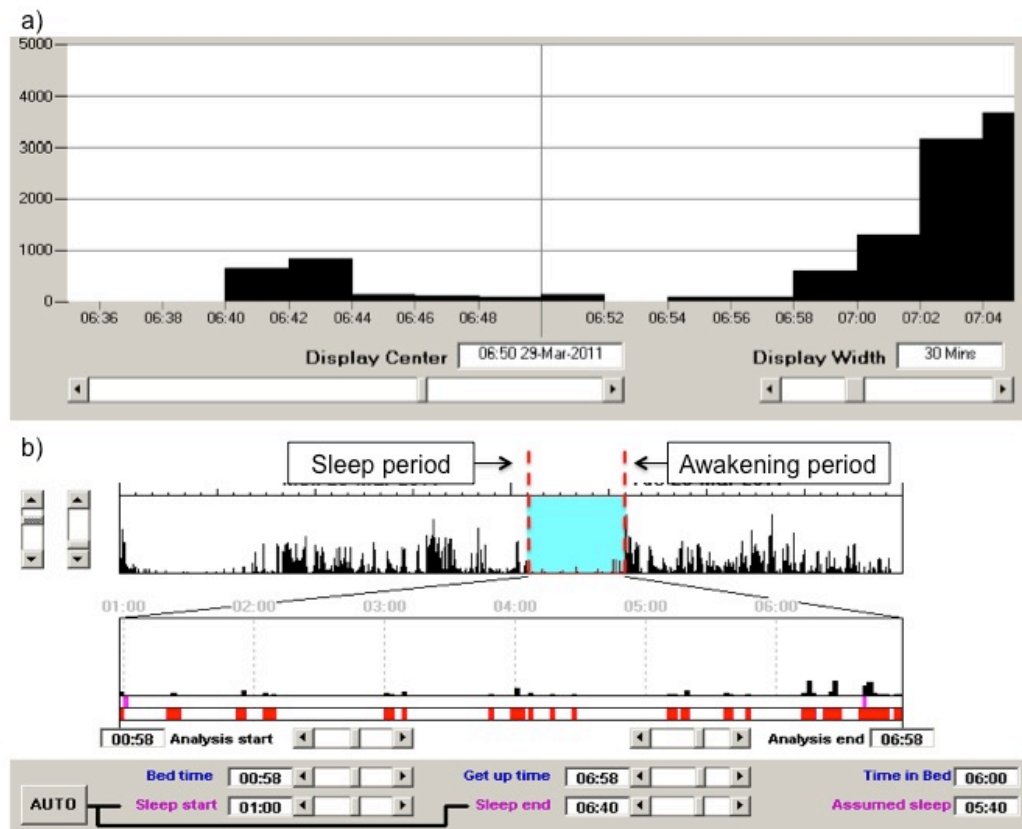 a)
5000
4000
3000
2000
1000
0
06:36 06:38 06:40 06:42 06:44 06:46 06:48 06:52 06:54 06:56 06:58 07:00 07:02 07:04
Display Center 06:50 29-Mar-2011 Display Width 30 Mins
b)
Sleep period Awakening period
01:00 02:00 03:00 04:00 05:00 06:00
00:58 Analysis start Analysis end 06:58
Bed time 00:58 Get up time 06:58 Time in Bed 06:00
AUTO Sleep start 01:00 Sleep end 06:40 Assumed sleep 05:40